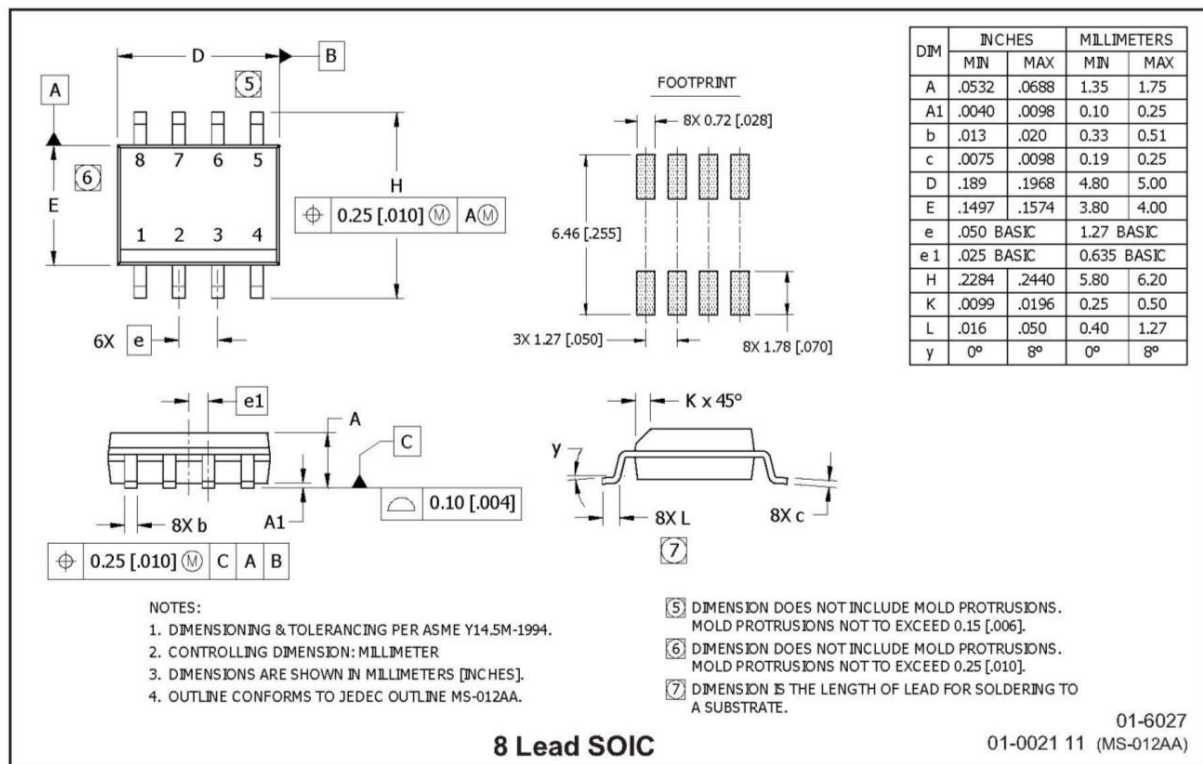 D
B
5
A
8 7 6 5
6
E
H
⌖ 0.25 [.010] Ⓜ A Ⓜ
1 2 3 4
6X e
FOOTPRINT
8X 0.72 [.028]
6.46 [.255]
3X 1.27 [.050]
8X 1.78 [.070]
DIM INCHES MILLIMETERS
MIN MAX MIN MAX
A .0532 .0688 1.35 1.75
A1 .0040 .0098 0.10 0.25
b .013 .020 0.33 0.51
c .0075 .0098 0.19 0.25
D .189 .1968 4.80 5.00
E .1497 .1574 3.80 4.00
e .050 BASIC 1.27 BASIC
e 1 .025 BASIC 0.635 BASIC
H .2284 .2440 5.80 6.20
K .0099 .0196 0.25 0.50
L .016 .050 0.40 1.27
y 0° 8° 0° 8°
e1
A
C
⌓ 0.10 [.004]
8X b
A1
⌖ 0.25 [.010] Ⓜ C A B
K x 45°
y
8X L
8X c
7
NOTES:
1. DIMENSIONING & TOLERANCING PER ASME Y14.5M-1994.
2. CONTROLLING DIMENSION: MILLIMETER
3. DIMENSIONS ARE SHOWN IN MILLIMETERS [INCHES].
4. OUTLINE CONFORMS TO JEDEC OUTLINE MS-012AA.
5 DIMENSION DOES NOT INCLUDE MOLD PROTRUSIONS.
MOLD PROTRUSIONS NOT TO EXCEED 0.15 [.006].
6 DIMENSION DOES NOT INCLUDE MOLD PROTRUSIONS.
MOLD PROTRUSIONS NOT TO EXCEED 0.25 [.010].
7 DIMENSION IS THE LENGTH OF LEAD FOR SOLDERING TO
A SUBSTRATE.
8 Lead SOIC
01-6027
01-0021 11 (MS-012AA)